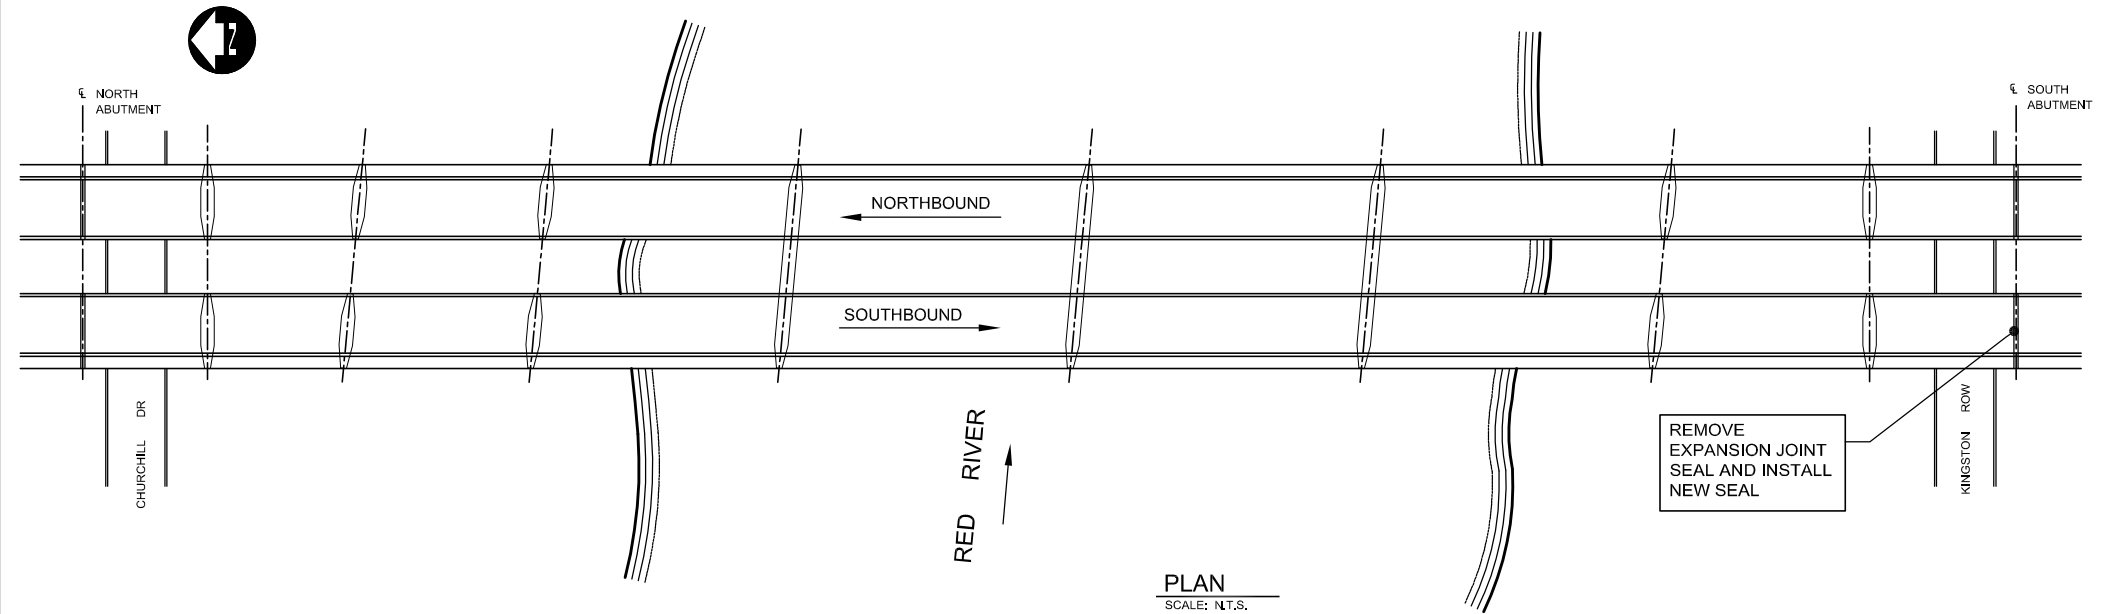 N
℄ NORTH
ABUTMENT
℄ SOUTH
ABUTMENT
NORTHBOUND
SOUTHBOUND
CHURCHILL DR
RED RIVER
REMOVE
EXPANSION JOINT
SEAL AND INSTALL
NEW SEAL
KINGSTON ROW
PLAN
SCALE: N.T.S.